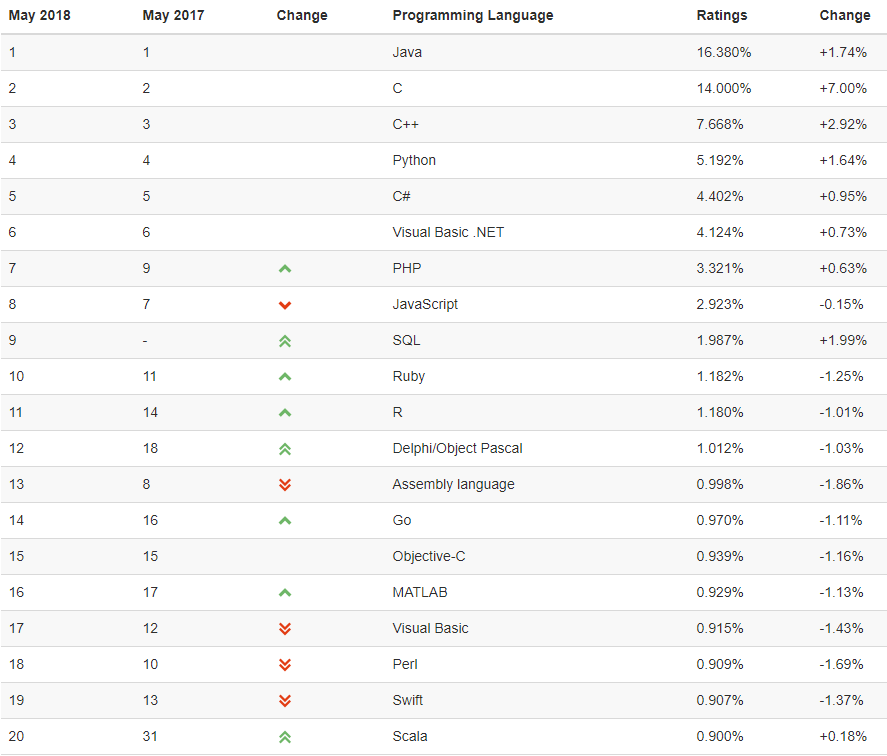 May 2018 May 2017 Change Programming Language Ratings Change
1 1 Java 16.380% +1.74%
2 2 C 14.000% +7.00%
3 3 C++ 7.668% +2.92%
4 4 Python 5.192% +1.64%
5 5 C# 4.402% +0.95%
6 6 Visual Basic .NET 4.124% +0.73%
7 9 PHP 3.321% +0.63%
8 7 JavaScript 2.923% -0.15%
9 - SQL 1.987% +1.99%
10 11 Ruby 1.182% -1.25%
11 14 R 1.180% -1.01%
12 18 Delphi/Object Pascal 1.012% -1.03%
13 8 Assembly language 0.998% -1.86%
14 16 Go 0.970% -1.11%
15 15 Objective-C 0.939% -1.16%
16 17 MATLAB 0.929% -1.13%
17 12 Visual Basic 0.915% -1.43%
18 10 Perl 0.909% -1.69%
19 13 Swift 0.907% -1.37%
20 31 Scala 0.900% +0.18%